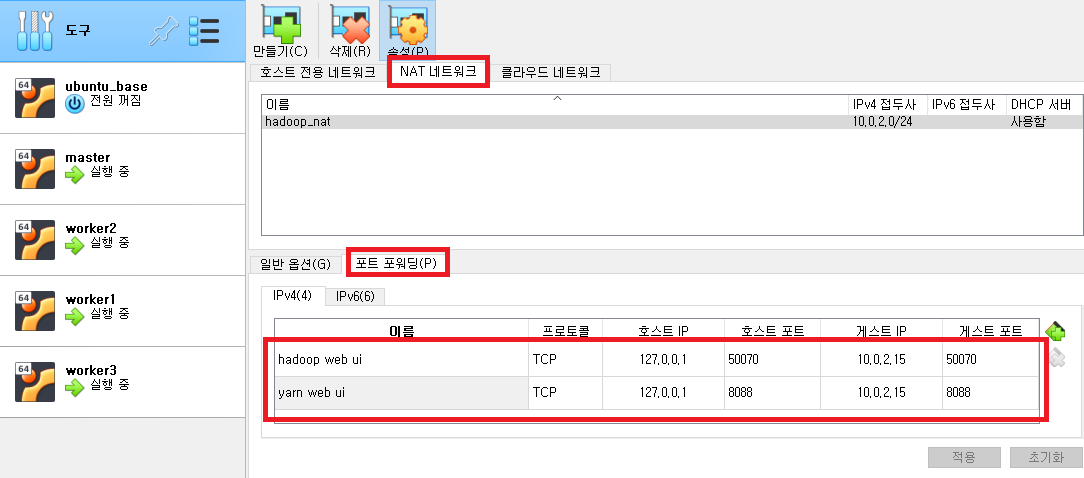 도구
만들기(C) 삭제(R) 속성(P)
호스트 전용 네트워크 NAT 네트워크 클라우드 네트워크
이름 IPv4 접두사 IPv6 접두사 DHCP 서버
hadoop_nat 10.0.2.0/24 사용함
64 ubuntu_base
전원 꺼짐
64 master
실행 중
64 worker2
실행 중
64 worker1
실행 중
64 worker3
실행 중
일반 옵션(G) 포트 포워딩(P)
IPv4(4) IPv6(6)
이름 프로토콜 호스트 IP 호스트 포트 게스트 IP 게스트 포트
hadoop web ui TCP 127.0.0.1 50070 10.0.2.15 50070
yarn web ui TCP 127.0.0.1 8088 10.0.2.15 8088
적용 초기화